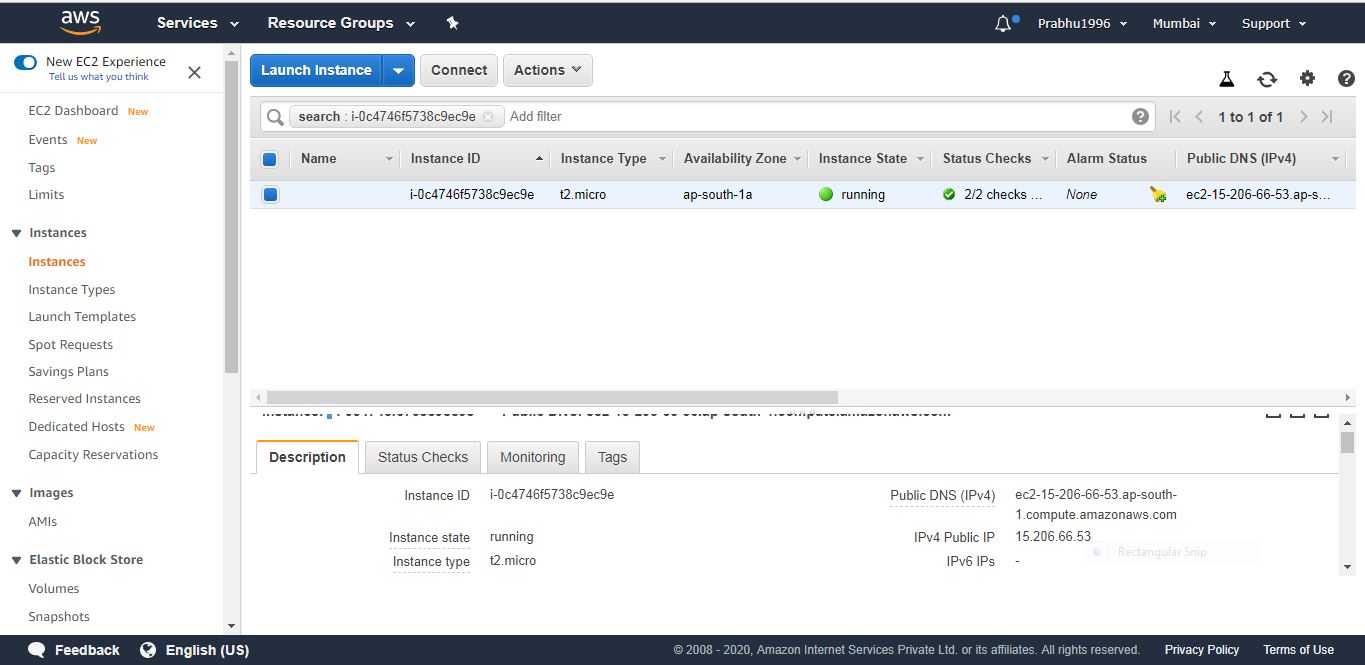 aws Services Resource Groups Prabhu1996 Mumbai Support
New EC2 Experience
Tell us what you think
EC2 Dashboard New
Events New
Tags
Limits
Instances
Instances
Instance Types
Launch Templates
Spot Requests
Savings Plans
Reserved Instances
Dedicated Hosts New
Capacity Reservations
Images
AMIs
Elastic Block Store
Volumes
Snapshots
Launch Instance Connect Actions
search : i-0c4746f5738c9ec9e Add filter 1 to 1 of 1
Name Instance ID Instance Type Availability Zone Instance State Status Checks Alarm Status Public DNS (IPv4)
i-0c4746f5738c9ec9e t2.micro ap-south-1a running 2/2 checks ... None ec2-15-206-66-53.ap-s...
Description Status Checks Monitoring Tags
Instance ID i-0c4746f5738c9ec9e Public DNS (IPv4) ec2-15-206-66-53.ap-south-
1.compute.amazonaws.com
Instance state running IPv4 Public IP 15.206.66.53
Rectangular Snip
Instance type t2.micro IPv6 IPs -
Feedback English (US) © 2008 - 2020, Amazon Internet Services Private Ltd. or its affiliates. All rights reserved. Privacy Policy Terms of Use